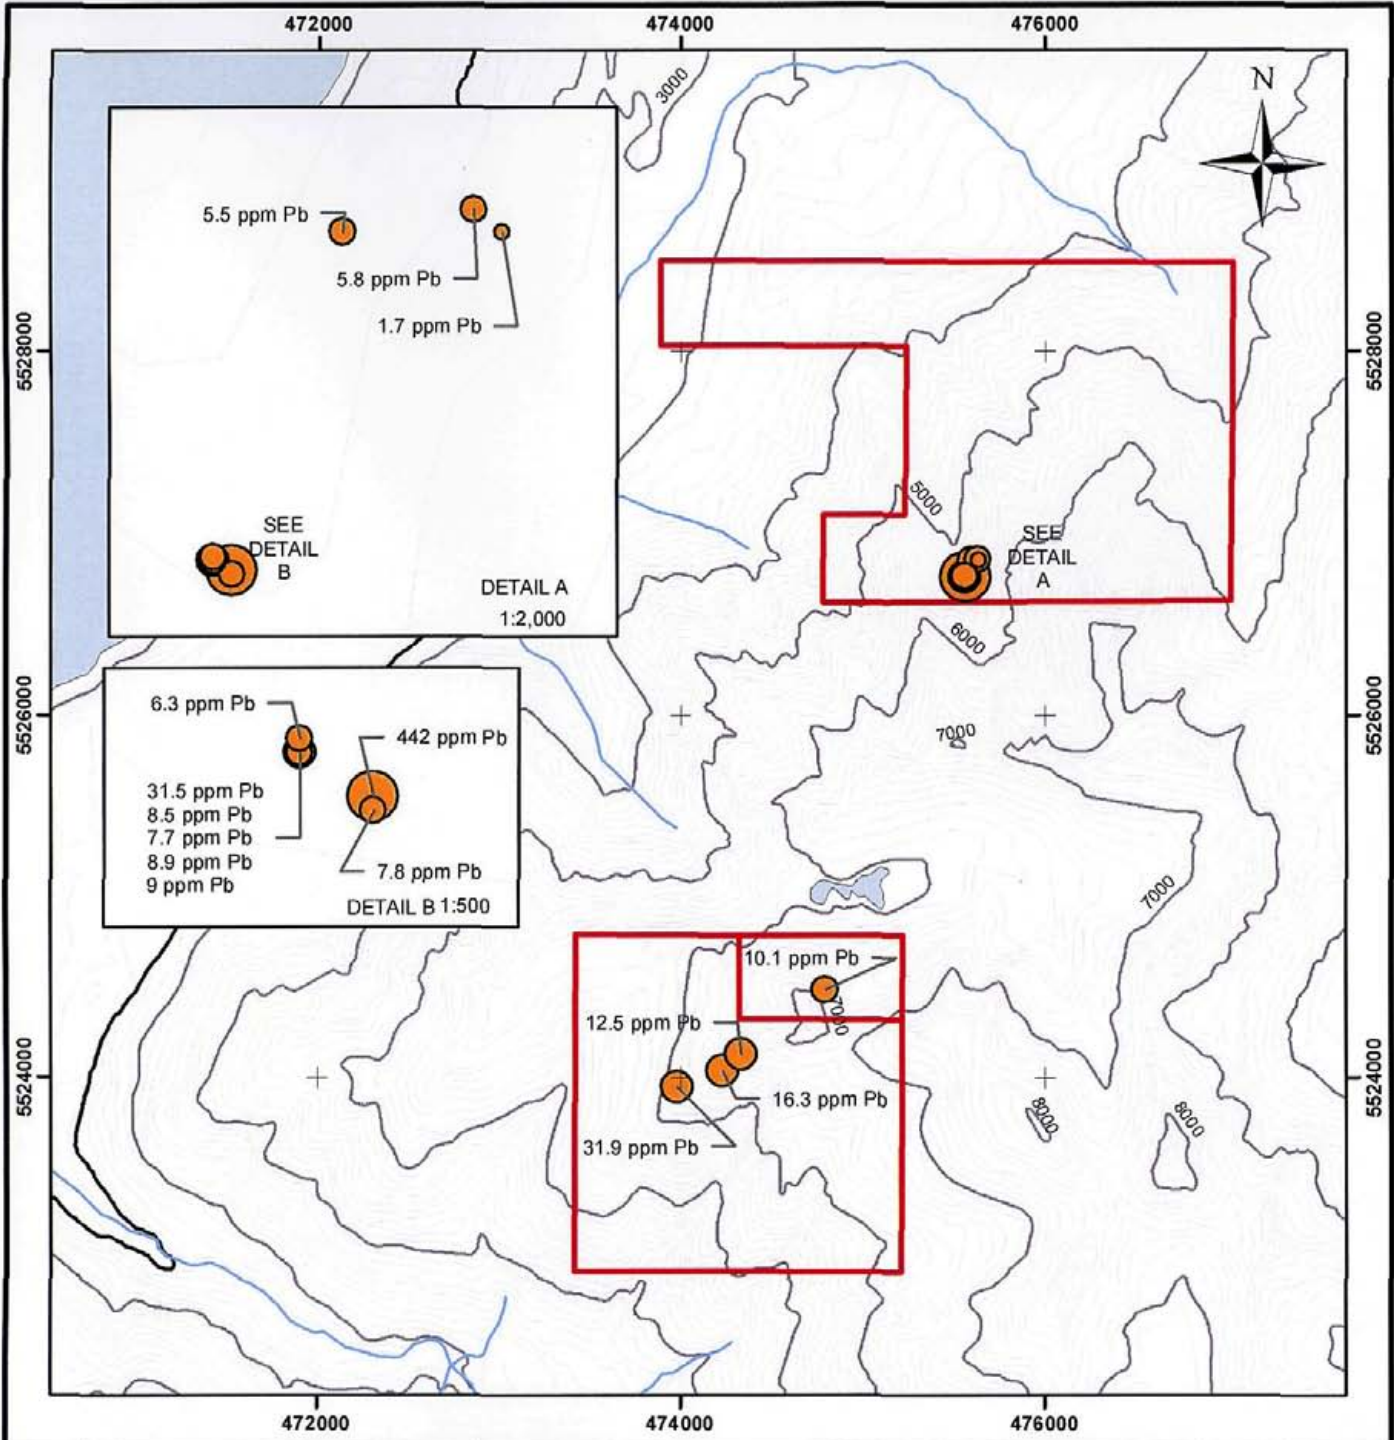 472000
474000
476000
3000
N
5.5 ppm Pb
5.8 ppm Pb
1.7 ppm Pb
5528000
5528000
5000
SEE
DETAIL
B
SEE
DETAIL
A
DETAIL A
1:2,000
6000
5526000
5526000
6.3 ppm Pb
442 ppm Pb
7000
31.5 ppm Pb
8.5 ppm Pb
7.7 ppm Pb
8.9 ppm Pb
9 ppm Pb
7.8 ppm Pb
DETAIL B 1:500
7000
10.1 ppm Pb
7000
12.5 ppm Pb
5524000
5524000
16.3 ppm Pb
8000
8000
31.9 ppm Pb
472000
474000
476000